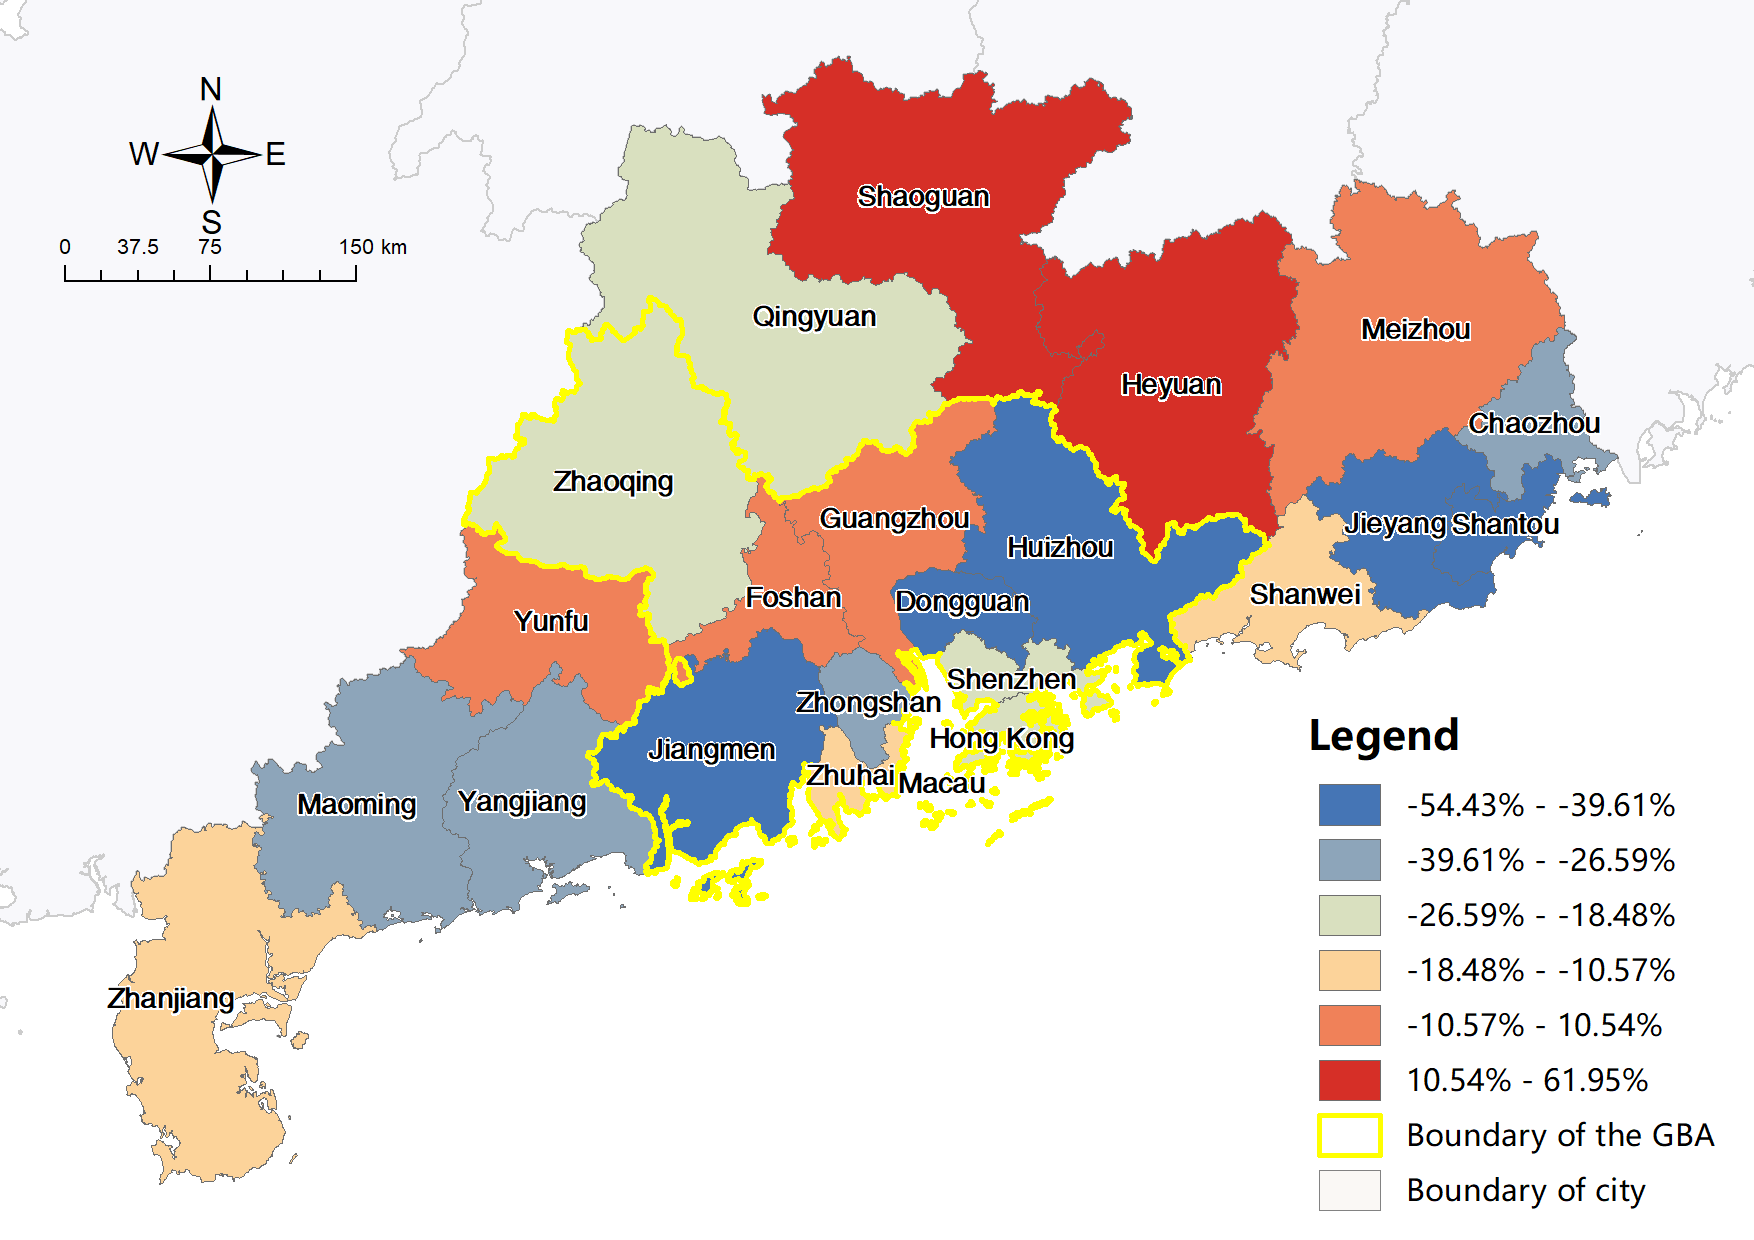 N
W E
S
0 37.5 75 150 km
Shaoguan
Qingyuan
Meizhou
Heyuan
Chaozhou
Zhaoqing
Guangzhou
Jieyang Shantou
Huizhou
Shanwei
Foshan
Dongguan
Yunfu
Shenzhen
Zhongshan
Hong Kong
Jiangmen
Zhuhai
Macau
Maoming
Yangjiang
Zhanjiang
Legend
-54.43% - -39.61%
-39.61% - -26.59%
-26.59% - -18.48%
-18.48% - -10.57%
-10.57% - 10.54%
10.54% - 61.95%
Boundary of the GBA
Boundary of city